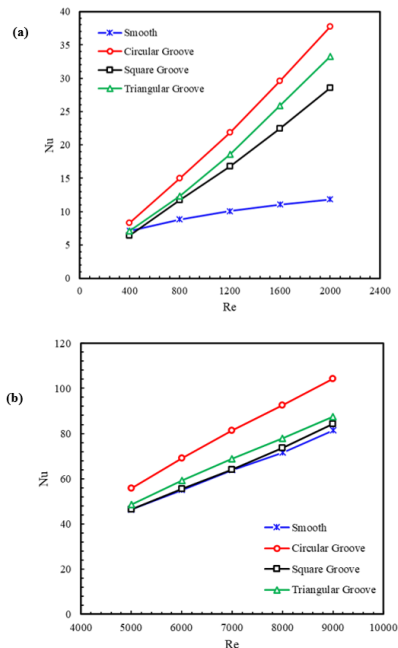 (a)
40
35
30
25
20
15
10
5
0
Nu
Smooth
Circular Groove
Square Groove
Triangular Groove
0 400 800 1200 1600 2000 2400
Re
(b)
120
100
80
60
40
20
0
Nu
Smooth
Circular Groove
Square Groove
Triangular Groove
4000 5000 6000 7000 8000 9000 10000
Re